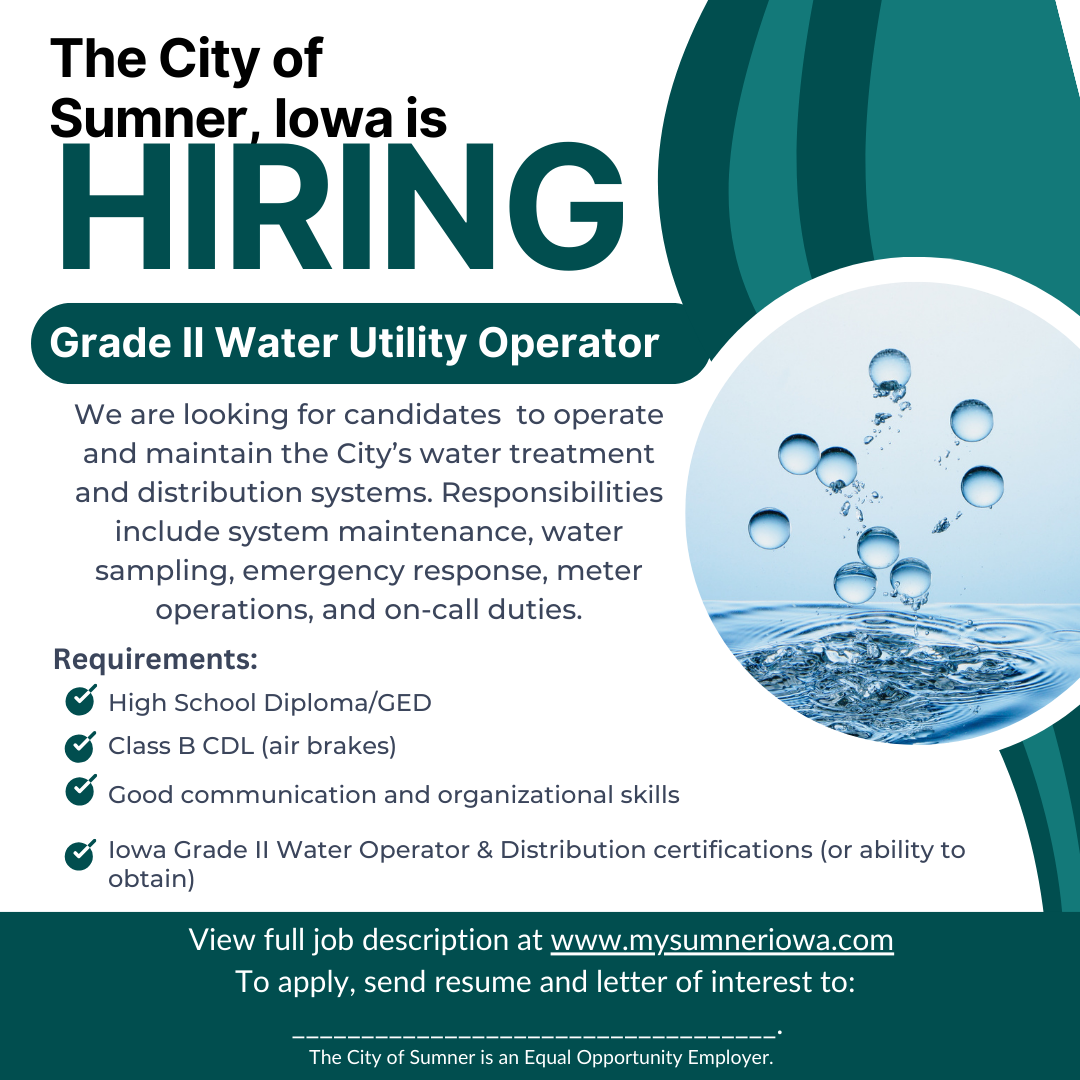 The City of
Sumner, Iowa is
HIRING
Grade II Water Utility Operator
We are looking for candidates  to operate
and maintain the City’s water treatment
and distribution systems. Responsibilities
include system maintenance, water
sampling, emergency response, meter
operations, and on-call duties.
Requirements:
High School Diploma/GED
Class B CDL (air brakes)
Good communication and organizational skills
Iowa Grade II Water Operator & Distribution certifications (or ability to
obtain)
View full job description at www.mysumneriowa.com
To apply, send resume and letter of interest to:
___________________________________.
The City of Sumner is an Equal Opportunity Employer.